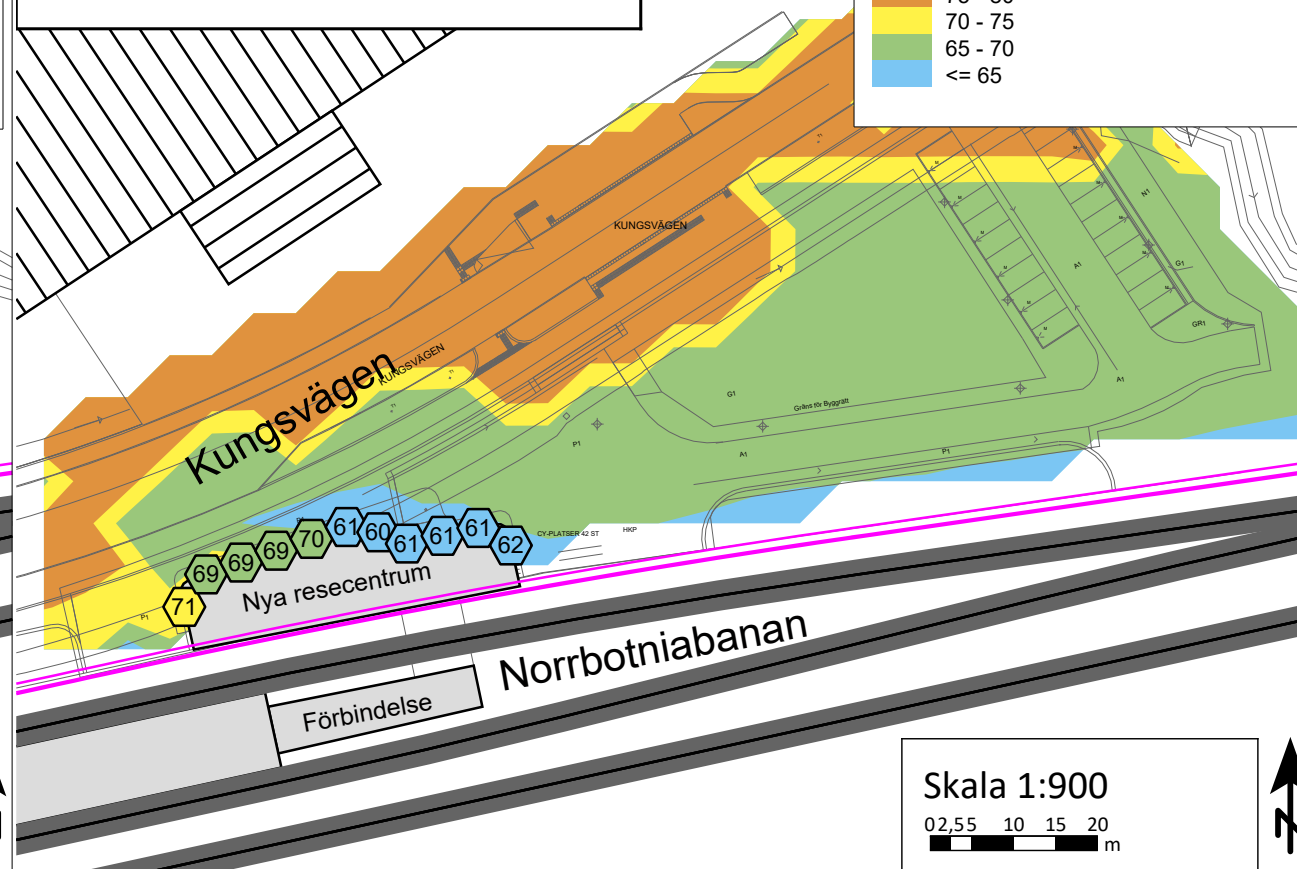 70 - 75
65 - 70
<= 65
KUNGSVÄGEN
KUNGSVÄGEN
Kungsvägen
N1
A1
G1
GR1
G1
Gräns för Byggrätt
A1
P1
A1
P1
CY-PLATSER 42 ST
HKP
61
60
61
61
61
62
70
69
69
69
71
P1
Nya resecentrum
Norrbotniabanan
Förbindelse
Skala 1:900
0 2,5 5 10 15 20
m